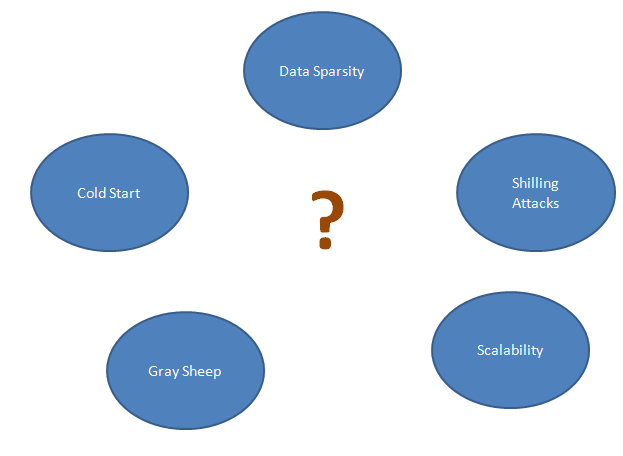 Data Sparsity
Cold Start
Shilling
Attacks
?
Scalability
Gray Sheep